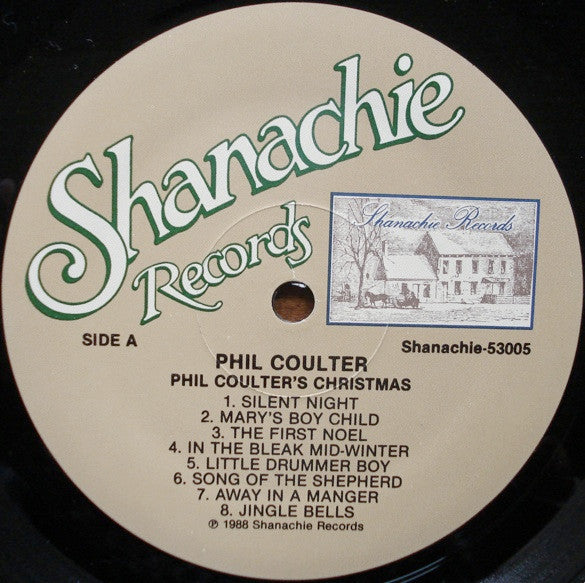 Shanachie
Records
Shanachie Records
SIDE A
Shanachie-53005
PHIL COULTER
PHIL COULTER'S CHRISTMAS
1. SILENT NIGHT
2. MARY'S BOY CHILD
3. THE FIRST NOEL
4. IN THE BLEAK MID-WINTER
5. LITTLE DRUMMER BOY
6. SONG OF THE SHEPHERD
7. AWAY IN A MANGER
8. JINGLE BELLS
℗ 1988 Shanachie Records